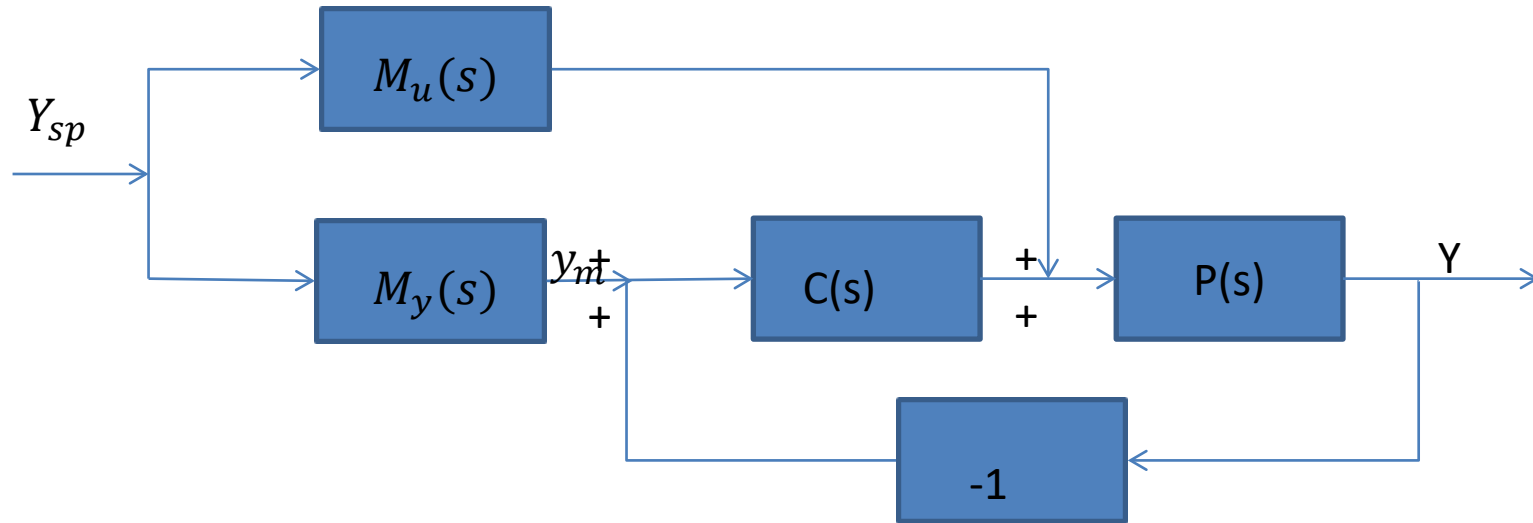 M_u(s)
Y_sp
M_y(s)
y_m
+
+
C(s)
+
+
P(s)
Y
-1